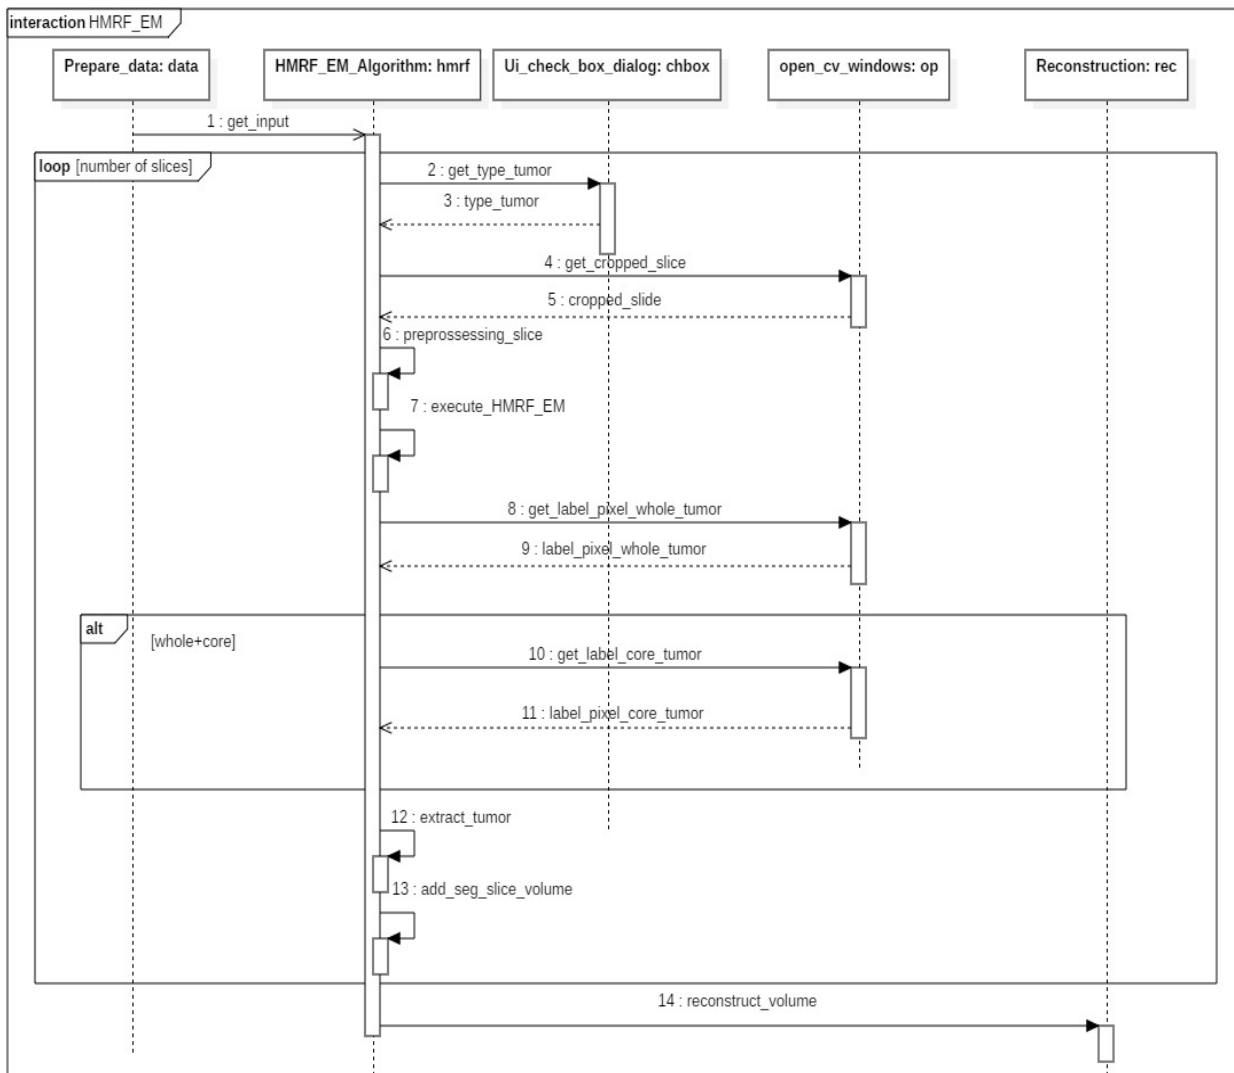 interaction HMRF_EM
Prepare_data: data
HMRF_EM_Algorithm: hmrf
Ui_check_box_dialog: chbox
open_cv_windows: op
Reconstruction: rec
1 : get_input
loop [number of slices]
2 : get_type_tumor
3 : type_tumor
4 : get_cropped_slice
5 : cropped_slide
6 : preprossessing_slice
7 : execute_HMRF_EM
8 : get_label_pixel_whole_tumor
9 : label_pixel_whole_tumor
alt
[whole+core]
10 : get_label_core_tumor
11 : label_pixel_core_tumor
12 : extract_tumor
13 : add_seg_slice_volume
14 : reconstruct_volume